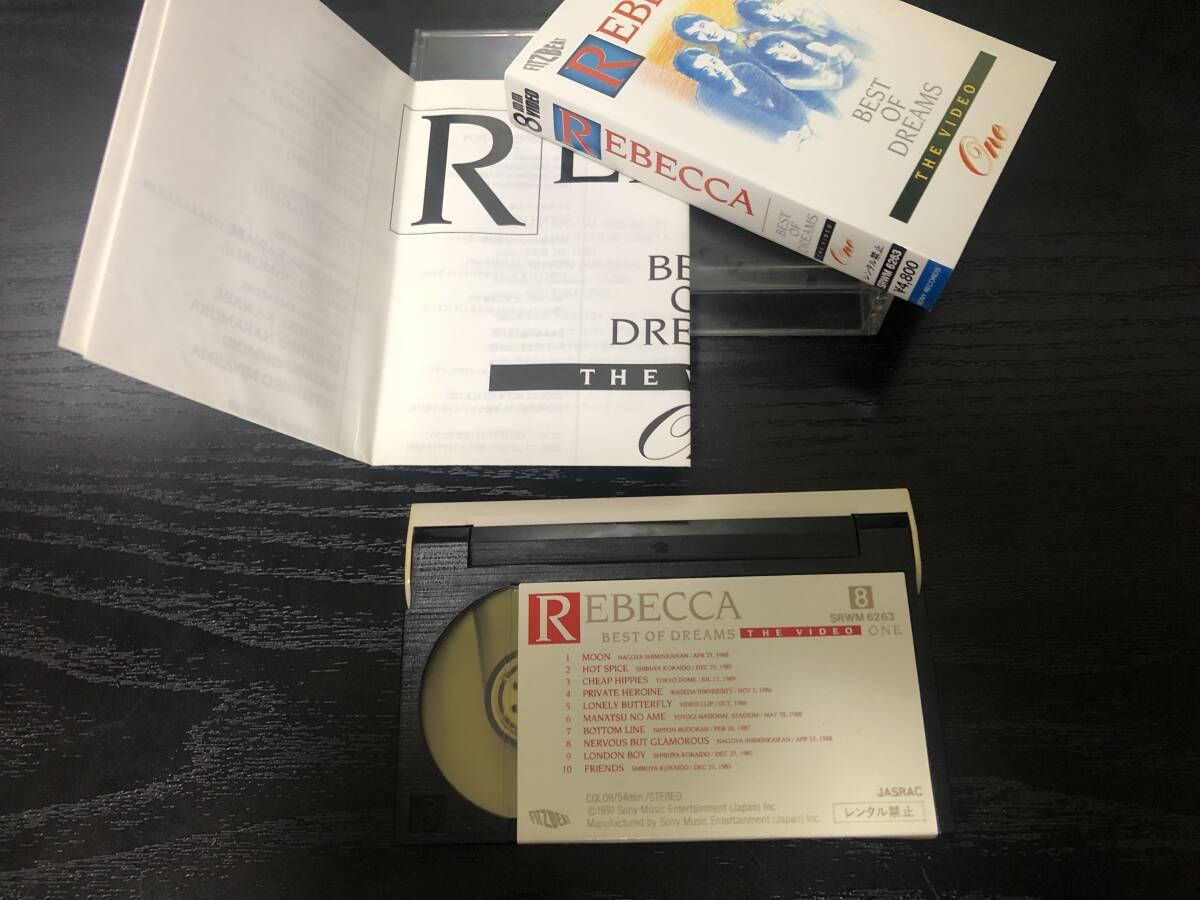 REBE
BEST
OF
DREAMS
THE VIDEO
One
FITZBEAT
8mm VIDEO
REBECCA
BEST
OF
DREAMS
THE VIDEO
One
レンタル禁止
SRWM 6263
¥4,800
SONY RECORDS
R
BE
DRE
THE V
REBECCA
8
SRWM 6263
BEST OF DREAMS THE VIDEO ONE
1 MOON NAGOYA SHIMINKAIKAN / APR 23, 1988
2 HOT SPICE SHIBUYA KOKAIDO / DEC 25, 1985
3 CHEAP HIPPIES TOKYO DOME / JUL 17, 1989
4 PRIVATE HEROINE WASEDA UNIVERSITY / NOV 1, 1986
5 LONELY BUTTERFLY VIDEO CLIP / OCT, 1986
6 MANATSU NO AME YOYOGI NATIONAL STADIUM / MAY 30, 1988
7 BOTTOM LINE NIPPON BUDOKAN / FEB 28, 1987
8 NERVOUS BUT GLAMOROUS NAGOYA SHIMINKAIKAN / APR 23, 1988
9 LONDON BOY SHIBUYA KOKAIDO / DEC 25, 1985
10 FRIENDS SHIBUYA KOKAIDO / DEC 25, 1985
COLOR/54min./STEREO
©1991 Sony Music Entertainment (Japan) Inc.
Manufactured by Sony Music Entertainment (Japan) Inc.
FITZBEAT
JASRAC
レンタル禁止